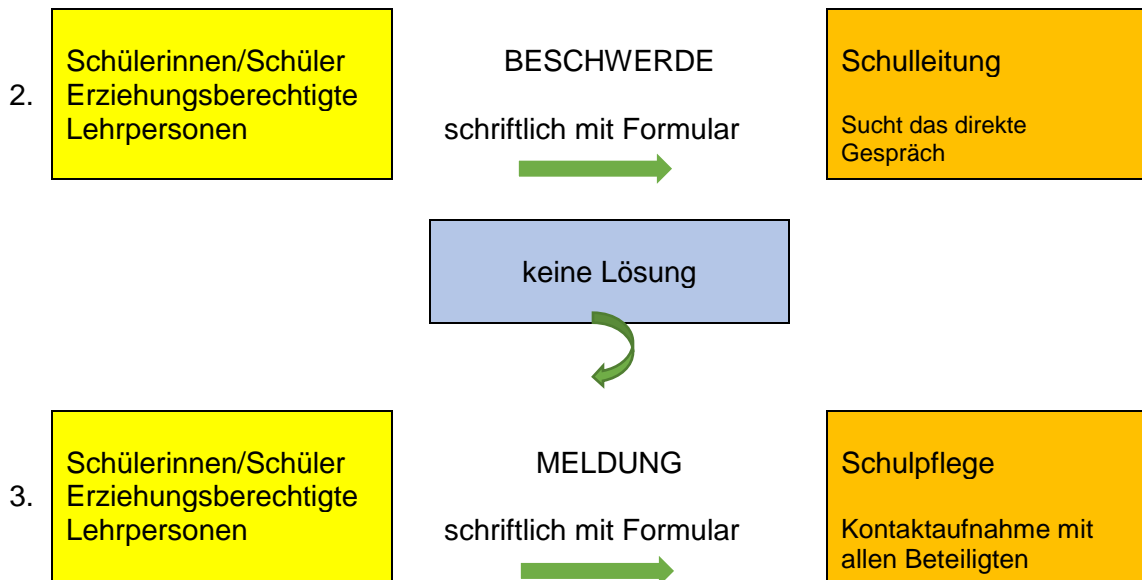 2.
Schülerinnen/Schüler
Erziehungsberechtigte
Lehrpersonen
BESCHWERDE
schriftlich mit Formular
Schulleitung
Sucht das direkte
Gespräch
keine Lösung
3.
Schülerinnen/Schüler
Erziehungsberechtigte
Lehrpersonen
MELDUNG
schriftlich mit Formular
Schulpflege
Kontaktaufnahme mit
allen Beteiligten